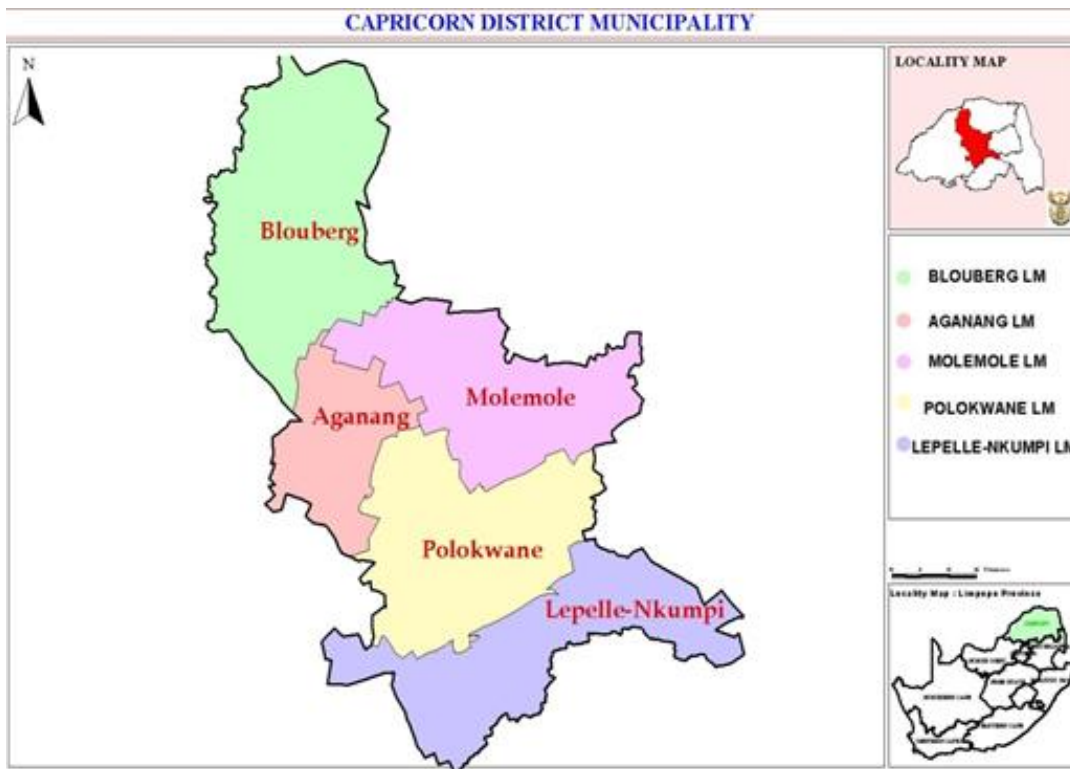 CAPRICORN DISTRICT MUNICIPALITY
N
Blouberg
Molemole
Aganang
Polokwane
Lepelle-Nkumpi
LOCALITY MAP
BLOUBERG LM
AGANANG LM
MOLEMOLE LM
POLOKWANE LM
LEPELLE-NKUMPI LM
Locality Map : Limpopo Province